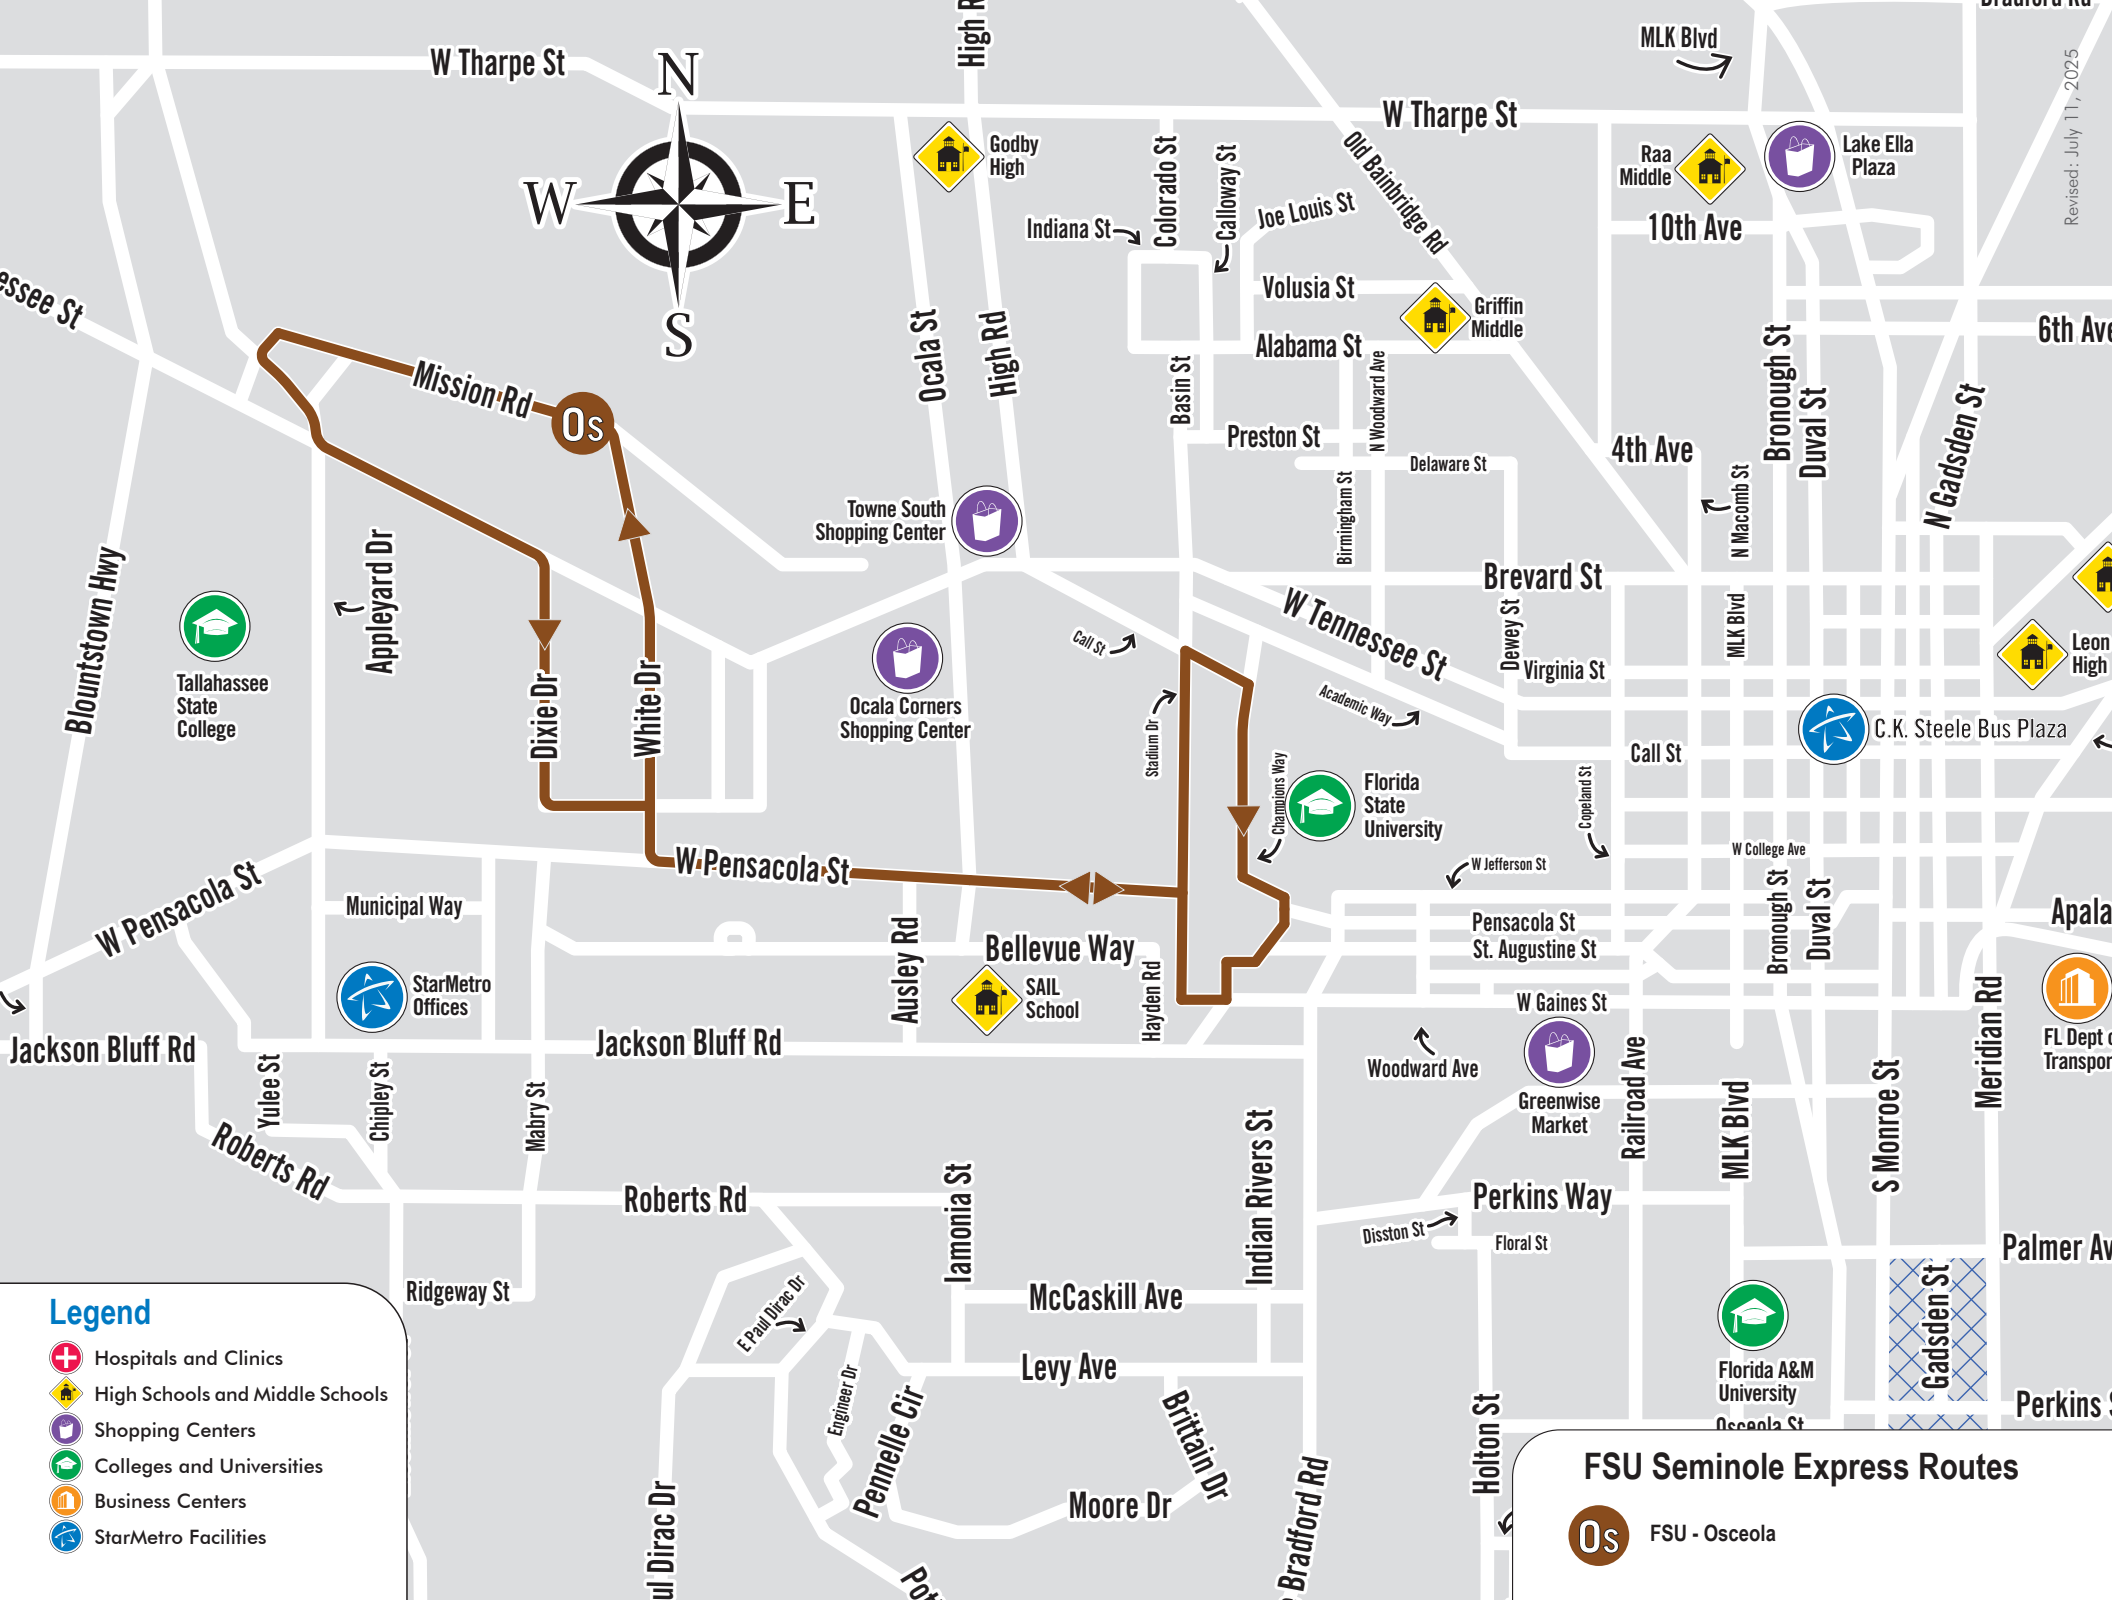 Bradford Rd
MLK Blvd
High R
W Tharpe St
N
W
E
S
W Tharpe St
Revised: July 11, 2025
Godby
High
Colorado St
Calloway St
Indiana St
Joe Louis St
Old Bainbridge Rd
Raa
Middle
Lake Ella
Plaza
10th Ave
Volusia St
Griffin
Middle
Alabama St
essee St
Ocala St
High Rd
Basin St
N Woodward Ave
Bronough St
Duval St
6th Ave
Mission Rd
Os
Preston St
Delaware St
4th Ave
N Macomb St
N Gadsden St
Towne South
Shopping Center
Birmingham St
Brevard St
Blountstown Hwy
Appleyard Dr
Tallahassee
State
College
Dixie Dr
White Dr
Ocala Corners
Shopping Center
Call St
Stadium Dr
W Tennessee St
Academic Way
Dewey St
Virginia St
MLK Blvd
Leon
High
C.K. Steele Bus Plaza
Call St
Champions Way
Florida
State
University
Copeland St
W College Ave
W Jefferson St
W Pensacola St
W Pensacola St
Municipal Way
Pensacola St
St. Augustine St
Bronough St
Duval St
Apala
StarMetro
Offices
Ausley Rd
Bellevue Way
SAIL
School
Hayden Rd
W Gaines St
Meridian Rd
FL Dept o
Transpor
Jackson Bluff Rd
Jackson Bluff Rd
Yulee St
Chipley St
Mabry St
Woodward Ave
Greenwise
Market
Railroad Ave
MLK Blvd
S Monroe St
Roberts Rd
Roberts Rd
Iamonia St
Indian Rivers St
Perkins Way
Disston St
Floral St
Palmer Av
Ridgeway St
E Paul Dirac Dr
McCaskill Ave
Levy Ave
Engineer Dr
Pennelle Cir
Brittain Dr
Moore Dr
ul Dirac Dr
Pot
Bradford Rd
Holton St
Florida A&M
University
Osceola St
Gadsden St
Perkins S
Legend
Hospitals and Clinics
High Schools and Middle Schools
Shopping Centers
Colleges and Universities
Business Centers
StarMetro Facilities
FSU Seminole Express Routes
Os
FSU - Osceola